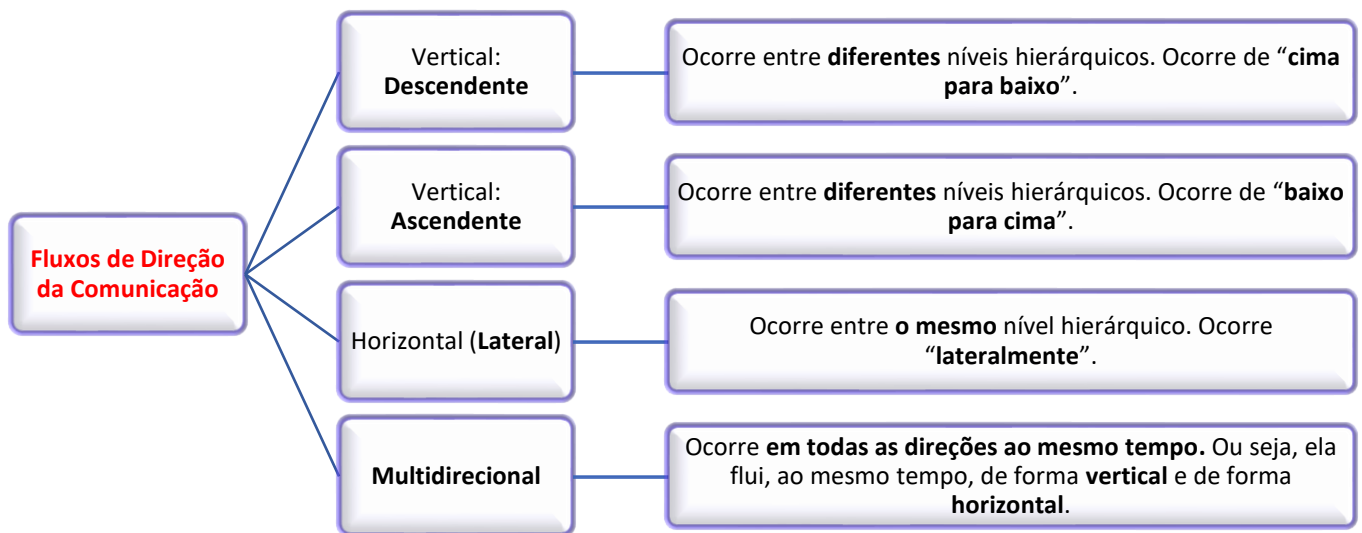 Fluxos de Direção
da Comunicação
Vertical:
Descendente
Ocorre entre diferentes níveis hierárquicos. Ocorre de “cima
para baixo”.
Vertical:
Ascendente
Ocorre entre diferentes níveis hierárquicos. Ocorre de “baixo
para cima”.
Horizontal (Lateral)
Ocorre entre o mesmo nível hierárquico. Ocorre
“lateralmente”.
Multidirecional
Ocorre em todas as direções ao mesmo tempo. Ou seja, ela
flui, ao mesmo tempo, de forma vertical e de forma
horizontal.